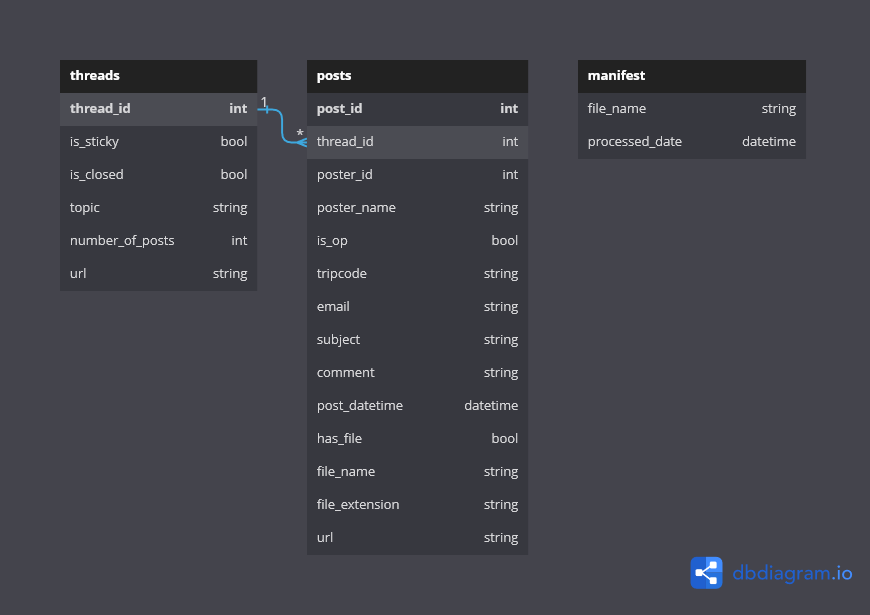 threads
thread_id int
is_sticky bool
is_closed bool
topic string
number_of_posts int
url string
1
*
posts
post_id int
thread_id int
poster_id int
poster_name string
is_op bool
tripcode string
email string
subject string
comment string
post_datetime datetime
has_file bool
file_name string
file_extension string
url string
manifest
file_name string
processed_date datetime
dbdiagram.io